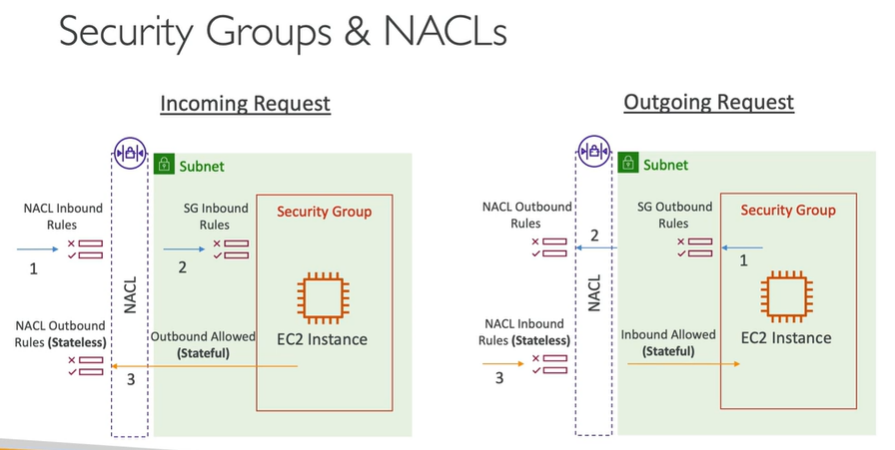 Security Groups & NACLs
Incoming Request
Subnet
NACL Inbound
Rules
SG Inbound
Rules
Security Group
1
2
NACL
NACL Outbound
Rules (Stateless)
Outbound Allowed
(Stateful)
EC2 Instance
3
Outgoing Request
Subnet
NACL Outbound
Rules
SG Outbound
Rules
Security Group
2
1
NACL
NACL Inbound
Rules (Stateless)
Inbound Allowed
(Stateful)
EC2 Instance
3